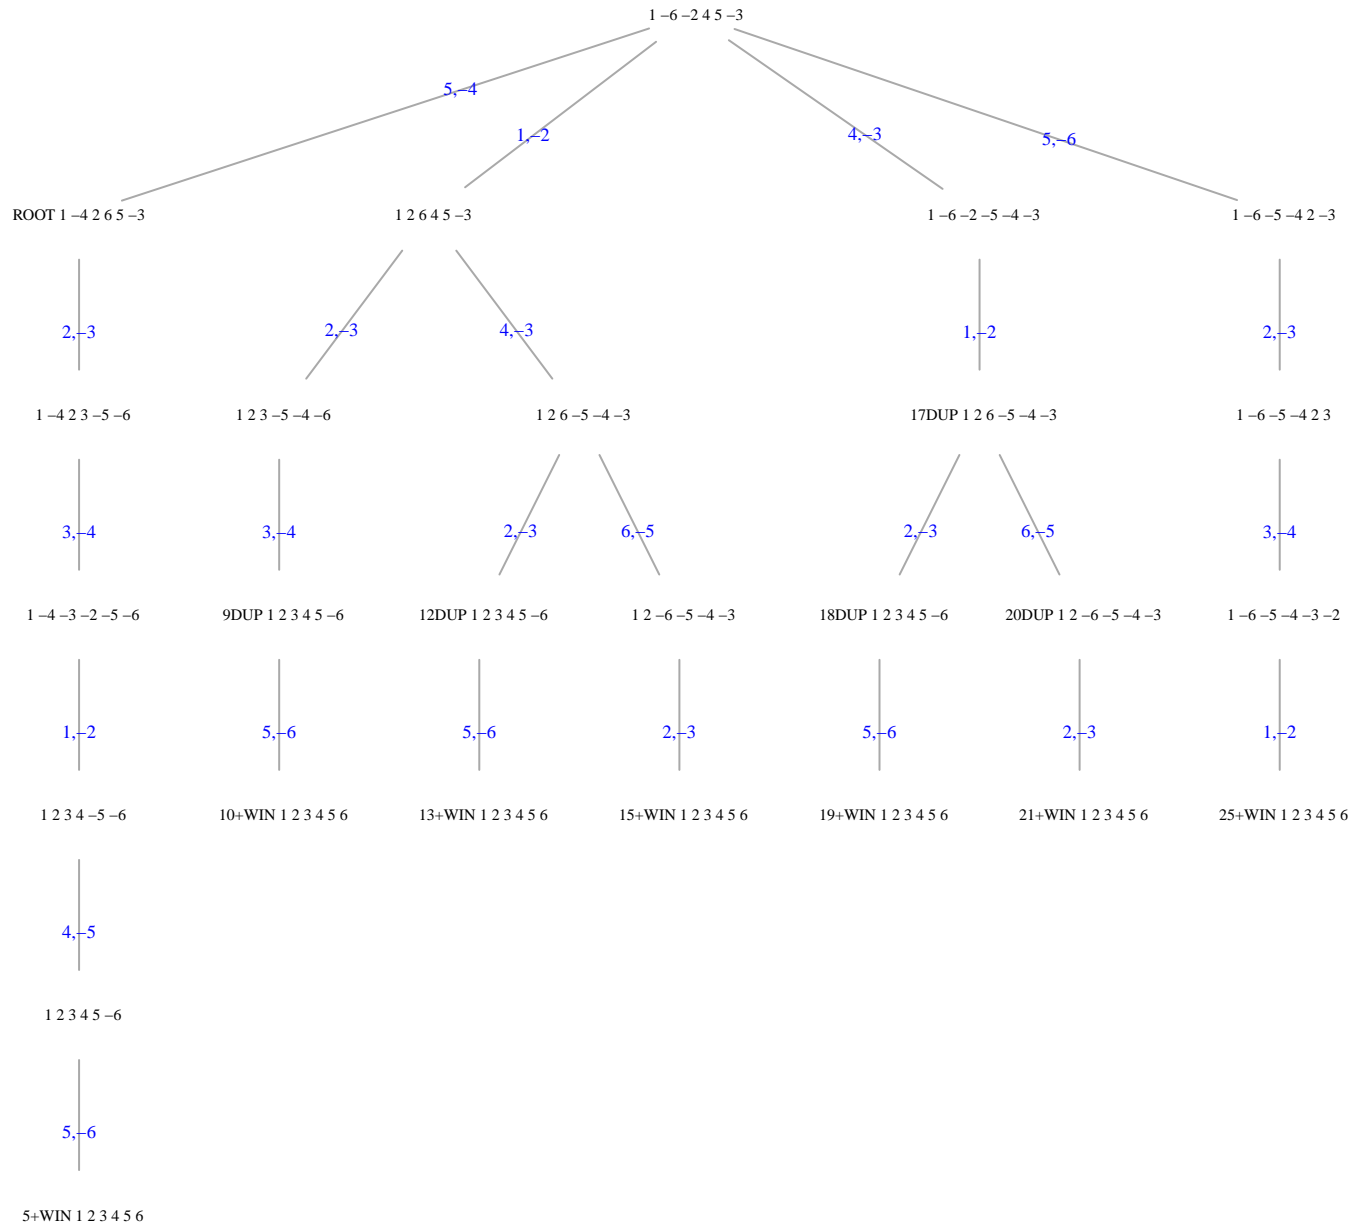 1 –6 –2 4 5 –3
5,–4
1,–2
4,–3
5,–6
ROOT 1 –4 2 6 5 –3
1 2 6 4 5 –3
1 –6 –2 –5 –4 –3
1 –6 –5 –4 2 –3
2,–3
2,–3
4,–3
1,–2
2,–3
1 –4 2 3 –5 –6
1 2 3 –5 –4 –6
1 2 6 –5 –4 –3
17DUP 1 2 6 –5 –4 –3
1 –6 –5 –4 2 3
3,–4
3,–4
2,–3
6,–5
2,–3
6,–5
3,–4
1 –4 –3 –2 –5 –6
9DUP 1 2 3 4 5 –6
12DUP 1 2 3 4 5 –6
1 2 –6 –5 –4 –3
18DUP 1 2 3 4 5 –6
20DUP 1 2 –6 –5 –4 –3
1 –6 –5 –4 –3 –2
1,–2
5,–6
5,–6
2,–3
5,–6
2,–3
1,–2
1 2 3 4 –5 –6
10+WIN 1 2 3 4 5 6
13+WIN 1 2 3 4 5 6
15+WIN 1 2 3 4 5 6
19+WIN 1 2 3 4 5 6
21+WIN 1 2 3 4 5 6
25+WIN 1 2 3 4 5 6
4,–5
1 2 3 4 5 –6
5,–6
5+WIN 1 2 3 4 5 6